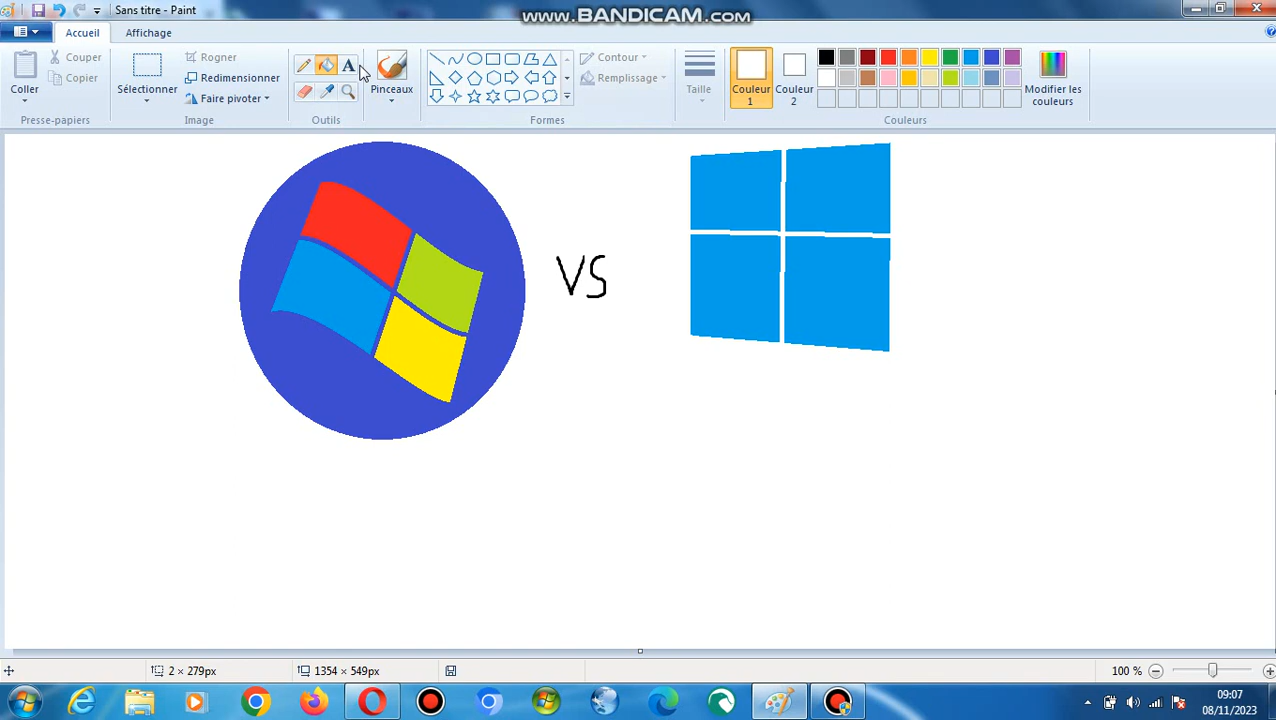 Sans titre - Paint
www.BANDICAM.com
Accueil
Affichage
Coller
Couper
Copier
Presse-papiers
Sélectionner
Rogner
Redimensionner
Faire pivoter
Image
A
Outils
Pinceaux
Contour
Remplissage
Formes
Taille
Couleur 1
Couleur 2
Modifier les couleurs
Couleurs
VS
2 × 279px
1354 × 549px
100 %
09:07
08/11/2023